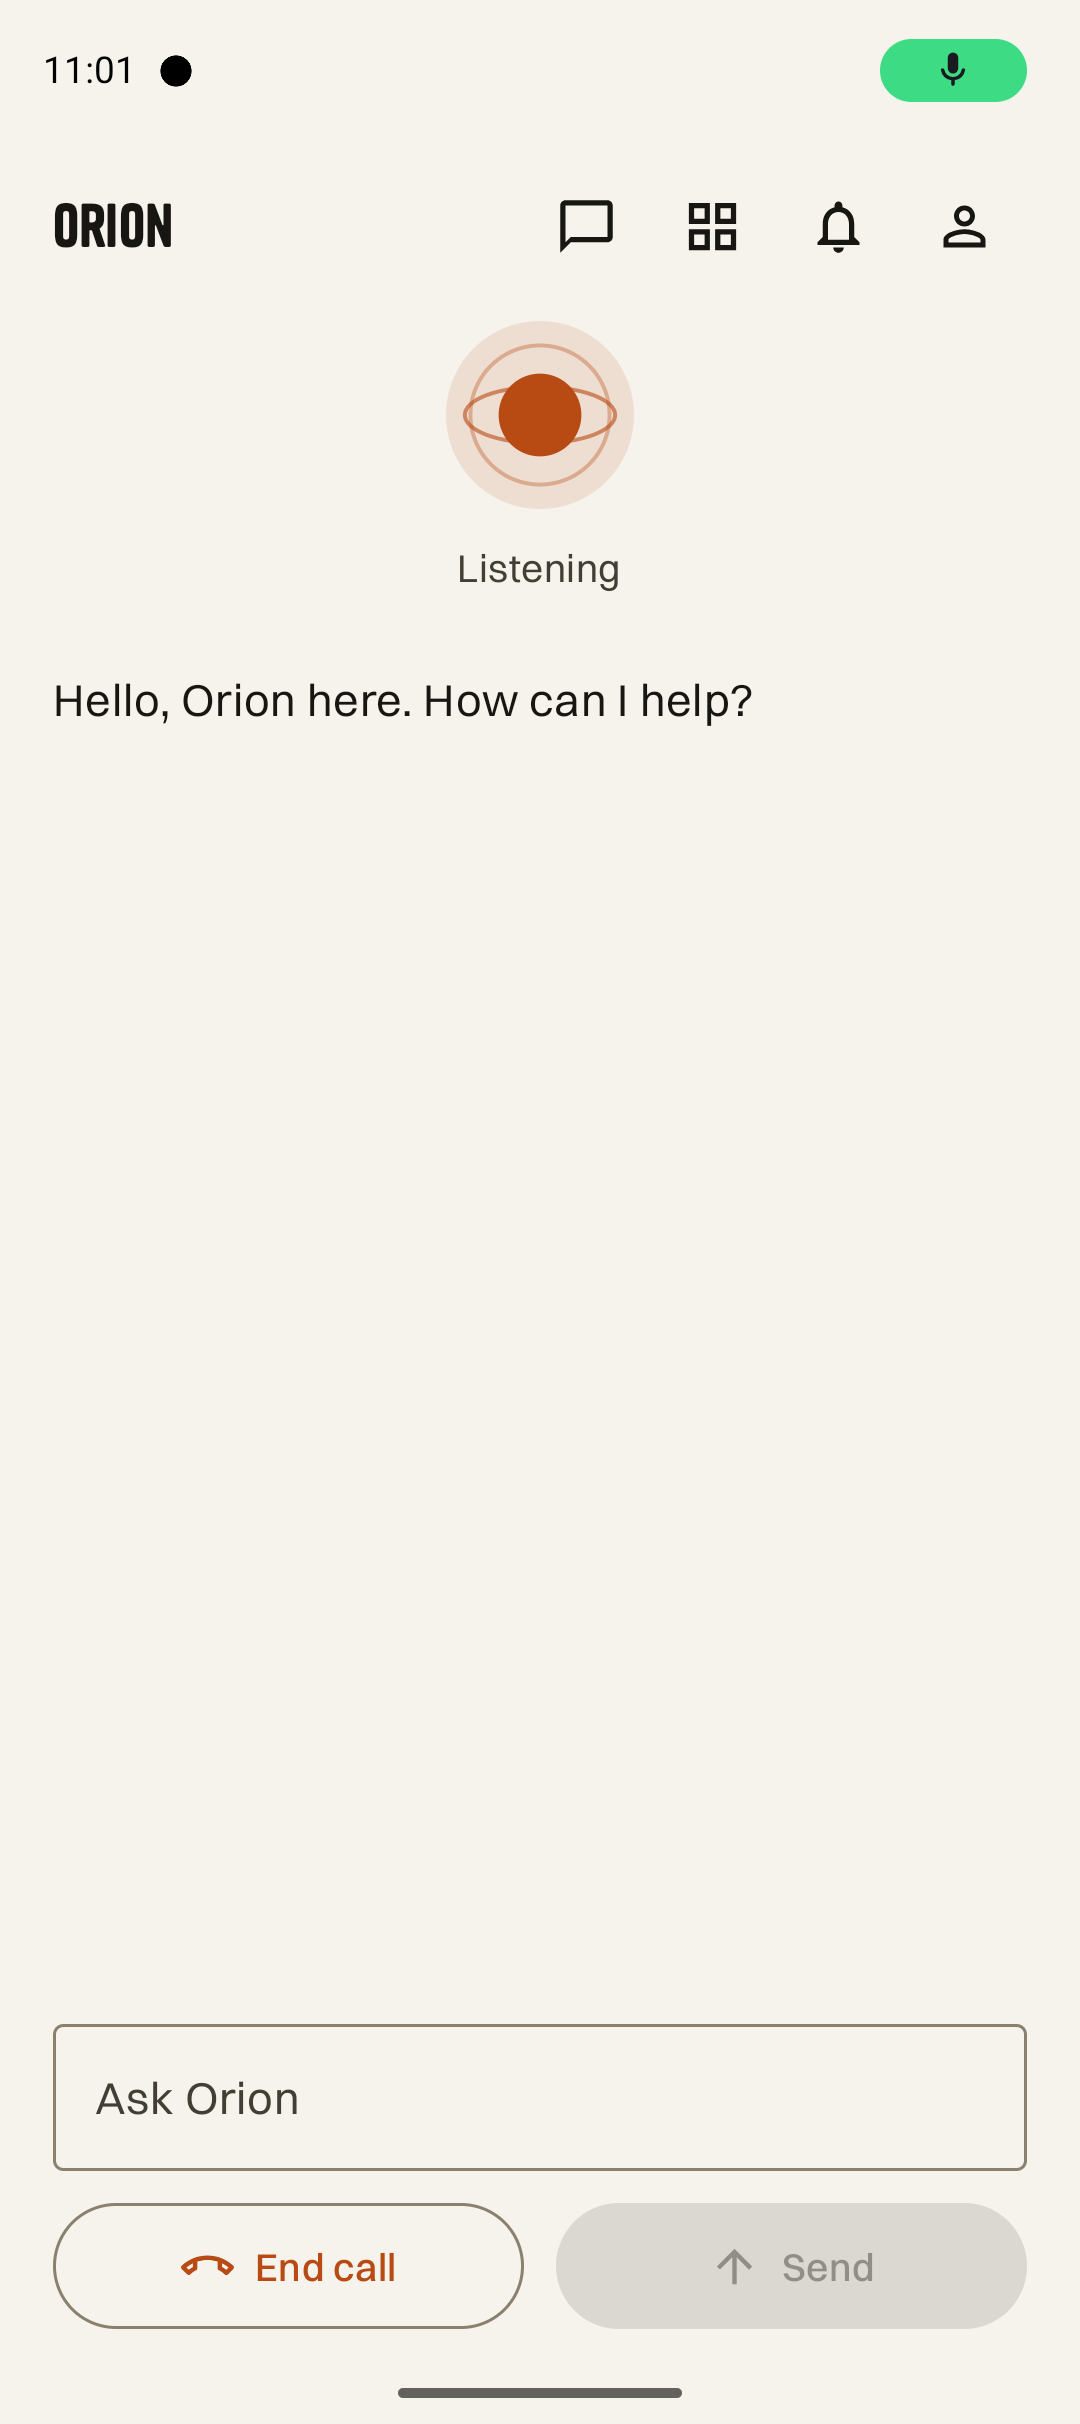 11:01
ORION
Listening
Hello, Orion here. How can I help?
Ask Orion
End call
Send